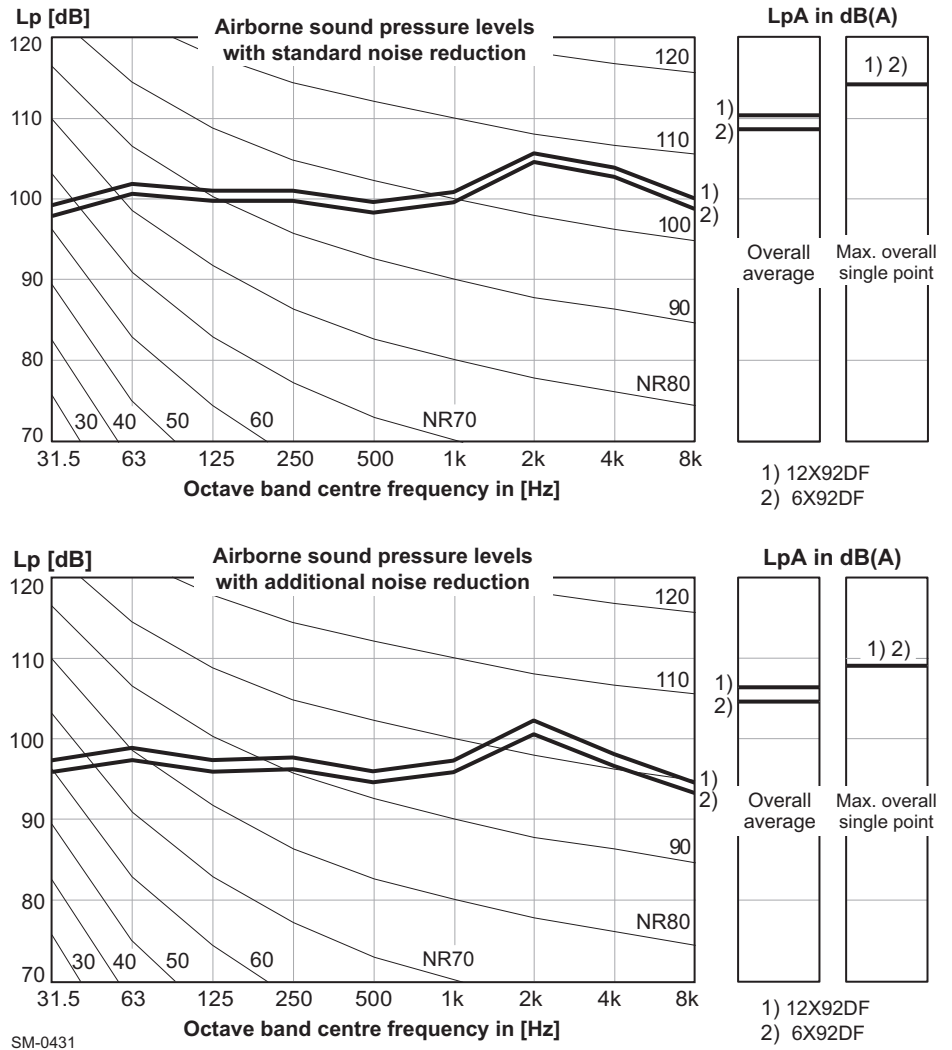 Lp [dB]
Airborne sound pressure levels
with standard noise reduction
LpA in dB(A)
120
110
100
90
80
70
120
110
100
90
NR80
NR70
60
50
40
30
1)
2)
31.5 63 125 250 500 1k 2k 4k 8k
Octave band centre frequency in [Hz]
1)
2)
1) 2)
Overall
average
Max. overall
single point
1) 12X92DF
2) 6X92DF
Lp [dB]
Airborne sound pressure levels
with additional noise reduction
LpA in dB(A)
120
110
100
90
80
70
120
110
90
NR80
NR70
60
50
40
30
1)
2)
31.5 63 125 250 500 1k 2k 4k 8k
Octave band centre frequency in [Hz]
1)
2)
1) 2)
Overall
average
Max. overall
single point
1) 12X92DF
2) 6X92DF
SM-0431